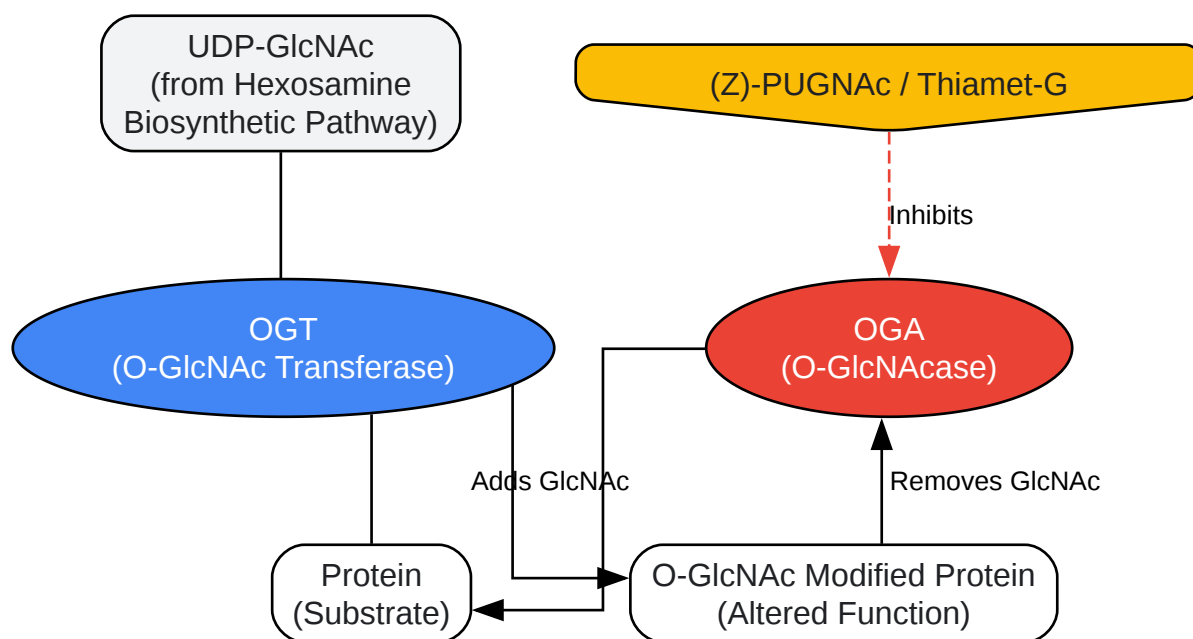 UDP-GlcNAc
(from Hexosamine
Biosynthetic Pathway)
(Z)-PUGNAc / Thiamet-G
Inhibits
OGT
(O-GlcNAc Transferase)
OGA
(O-GlcNAcase)
Adds GlcNAc
Removes GlcNAc
Protein
(Substrate)
O-GlcNAc Modified Protein
(Altered Function)